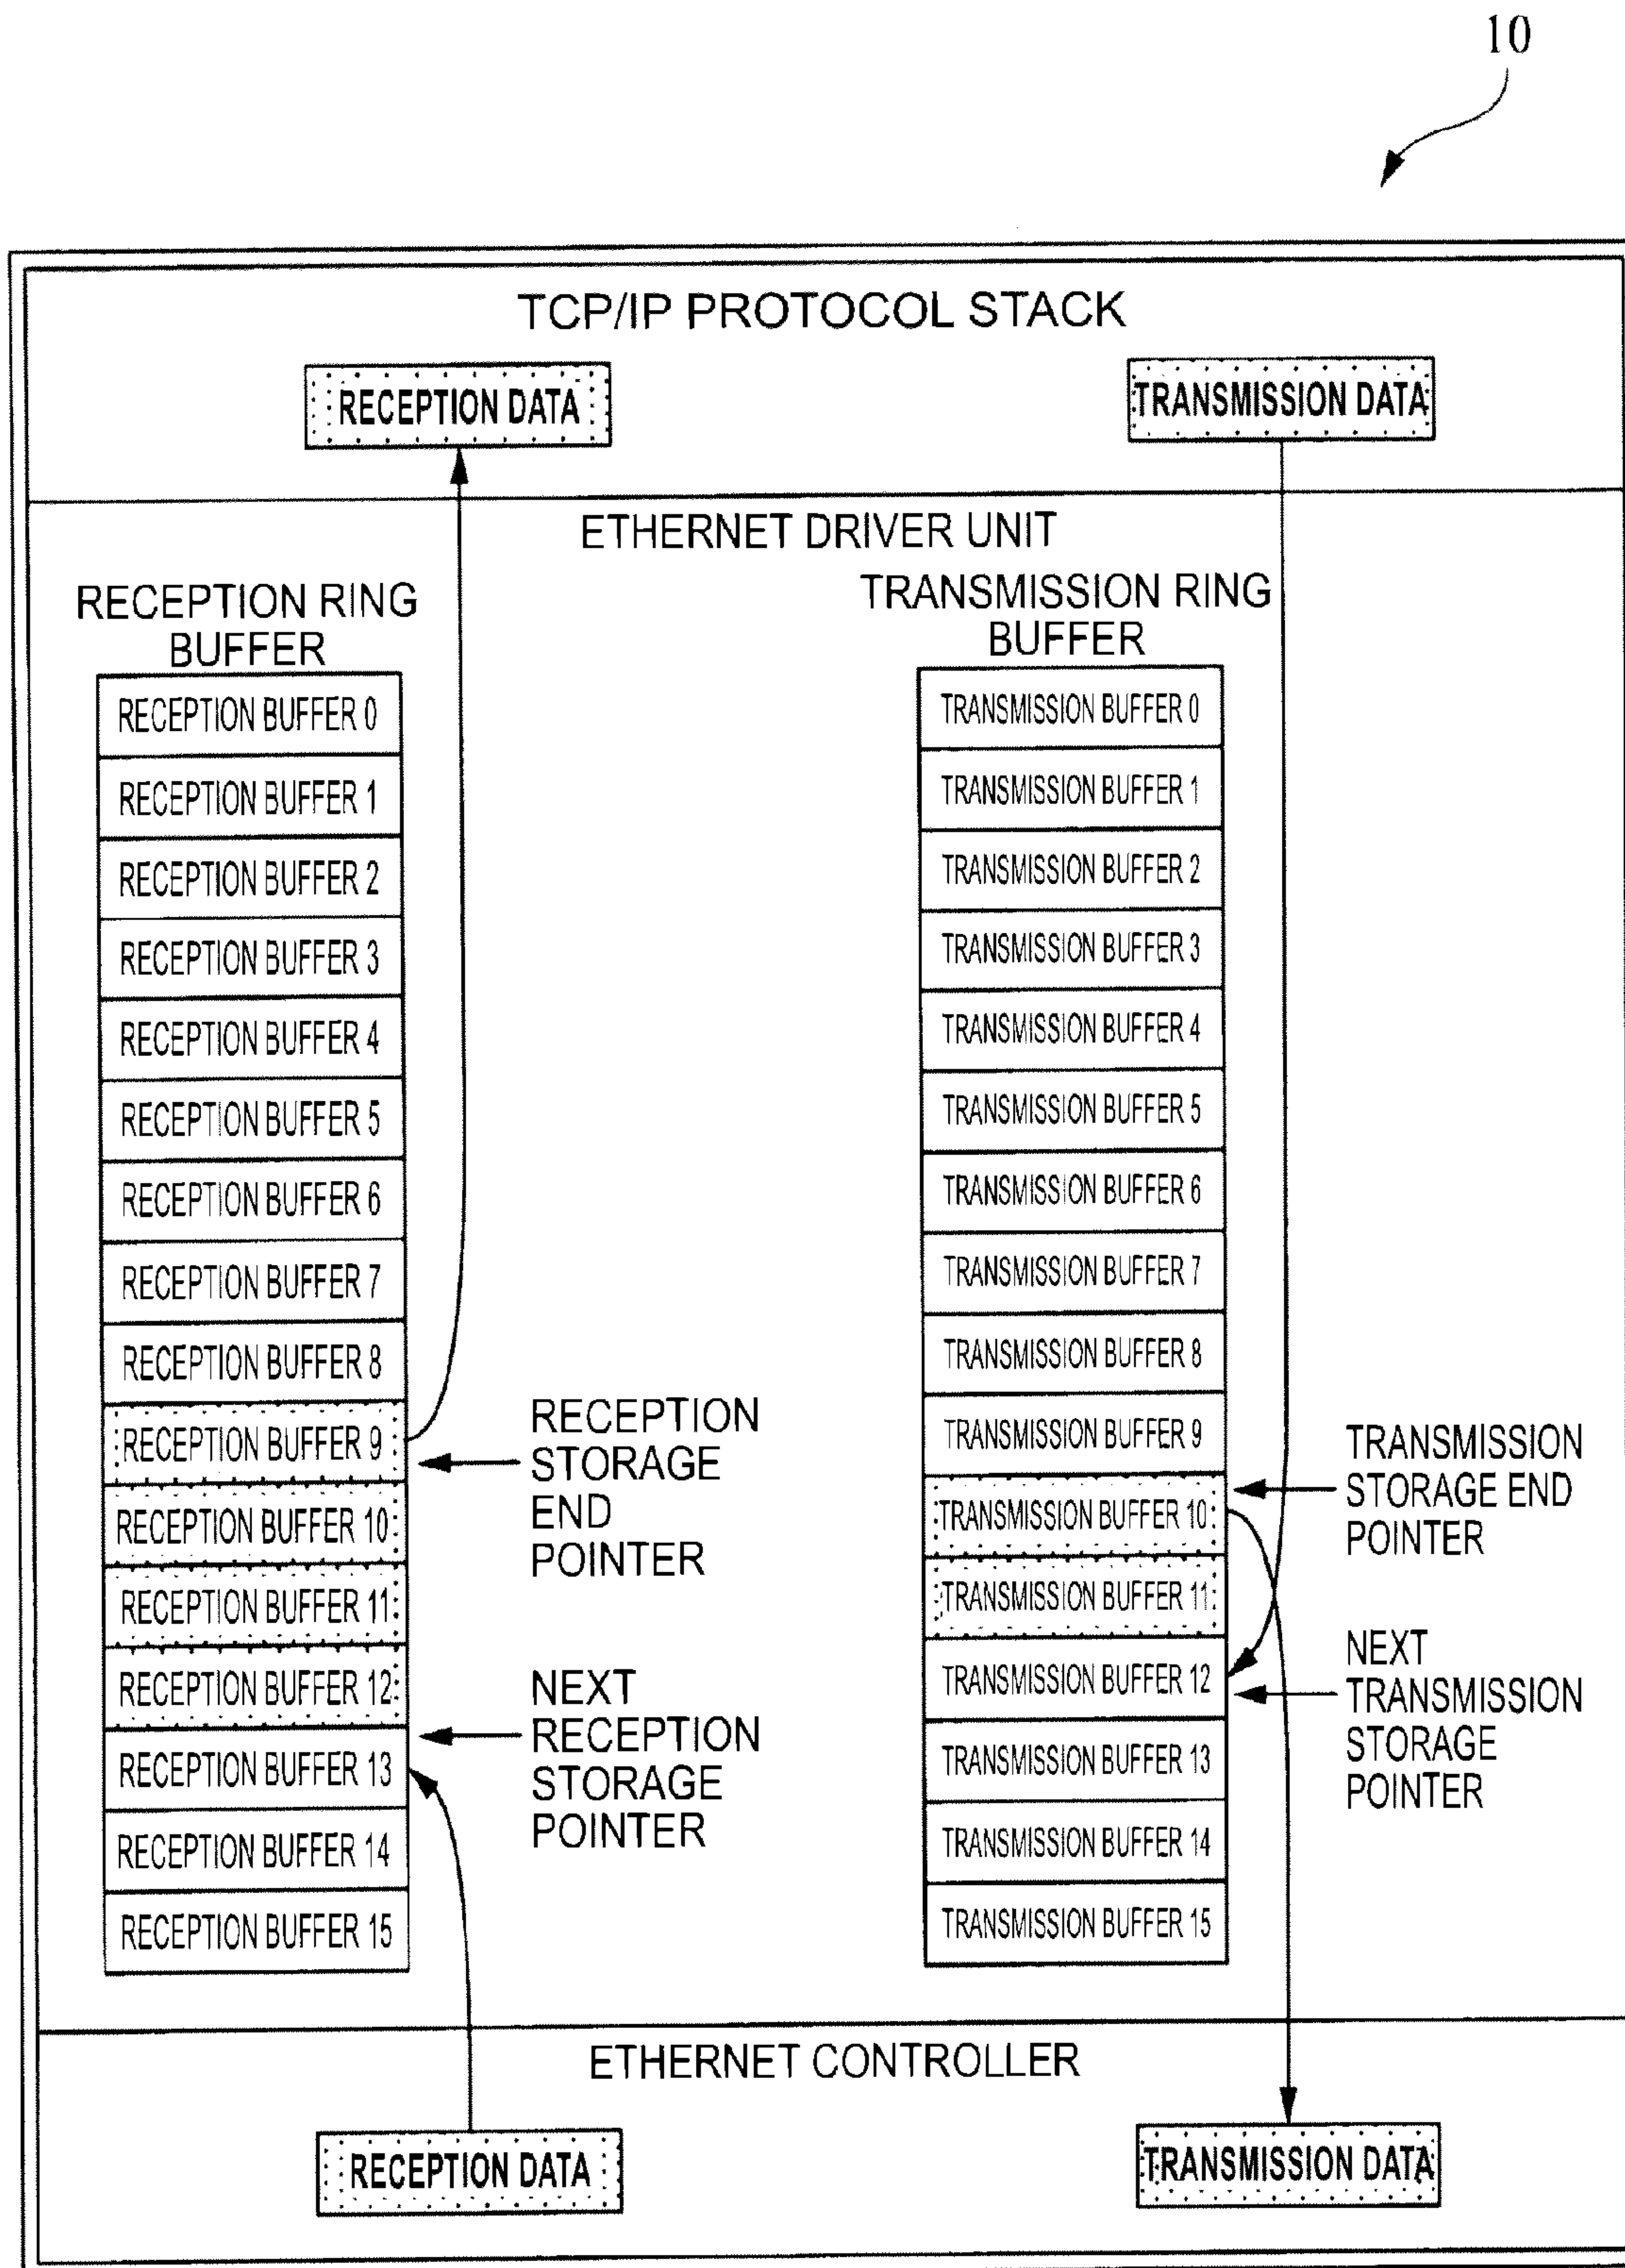 10
TCP/IP PROTOCOL STACK
RECEPTION DATA
TRANSMISSION DATA
ETHERNET DRIVER UNIT
RECEPTION RING
BUFFER
RECEPTION BUFFER 0
RECEPTION BUFFER 1
RECEPTION BUFFER 2
RECEPTION BUFFER 3
RECEPTION BUFFER 4
RECEPTION BUFFER 5
RECEPTION BUFFER 6
RECEPTION BUFFER 7
RECEPTION BUFFER 8
RECEPTION BUFFER 9
RECEPTION BUFFER 10
RECEPTION BUFFER 11
RECEPTION BUFFER 12
RECEPTION BUFFER 13
RECEPTION BUFFER 14
RECEPTION BUFFER 15
RECEPTION
STORAGE
END
POINTER
NEXT
RECEPTION
STORAGE
POINTER
TRANSMISSION RING
BUFFER
TRANSMISSION BUFFER 0
TRANSMISSION BUFFER 1
TRANSMISSION BUFFER 2
TRANSMISSION BUFFER 3
TRANSMISSION BUFFER 4
TRANSMISSION BUFFER 5
TRANSMISSION BUFFER 6
TRANSMISSION BUFFER 7
TRANSMISSION BUFFER 8
TRANSMISSION BUFFER 9
TRANSMISSION BUFFER 10
TRANSMISSION BUFFER 11
TRANSMISSION BUFFER 12
TRANSMISSION BUFFER 13
TRANSMISSION BUFFER 14
TRANSMISSION BUFFER 15
TRANSMISSION
STORAGE END
POINTER
NEXT
TRANSMISSION
STORAGE
POINTER
ETHERNET CONTROLLER
RECEPTION DATA
TRANSMISSION DATA